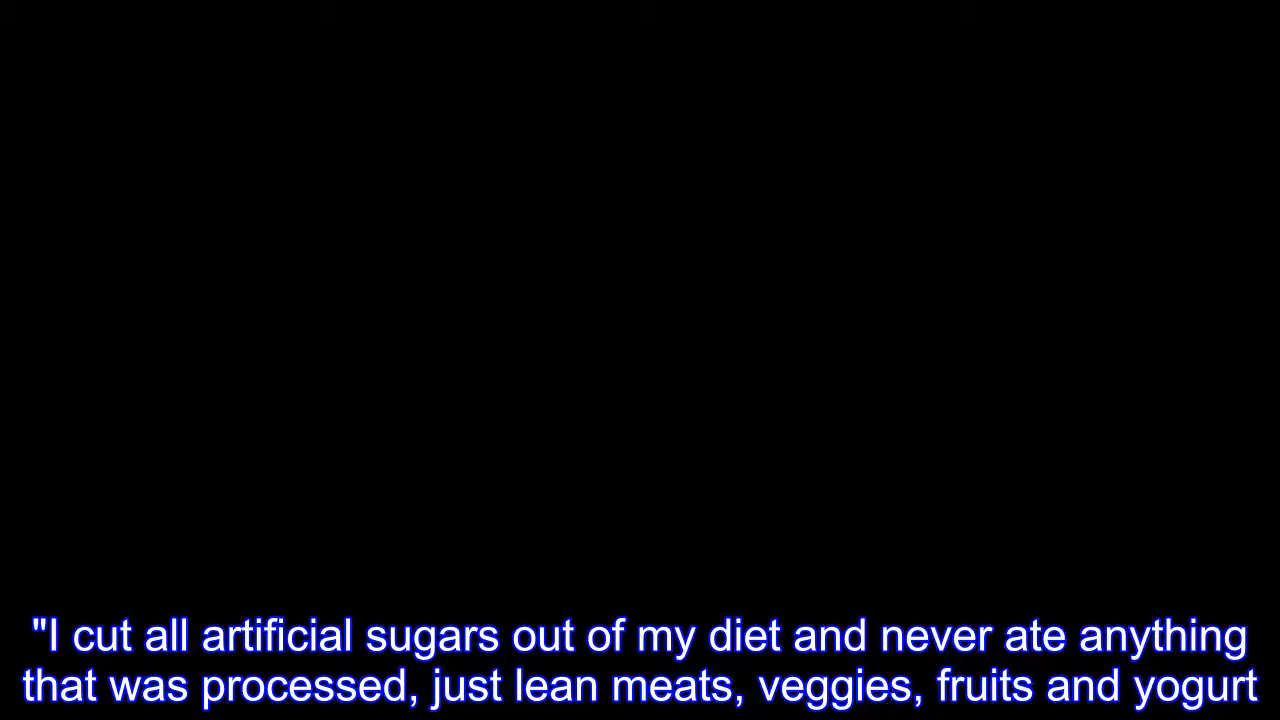 "I cut all artificial sugars out of my diet and never ate anything
that was processed, just lean meats, veggies, fruits and yogurt